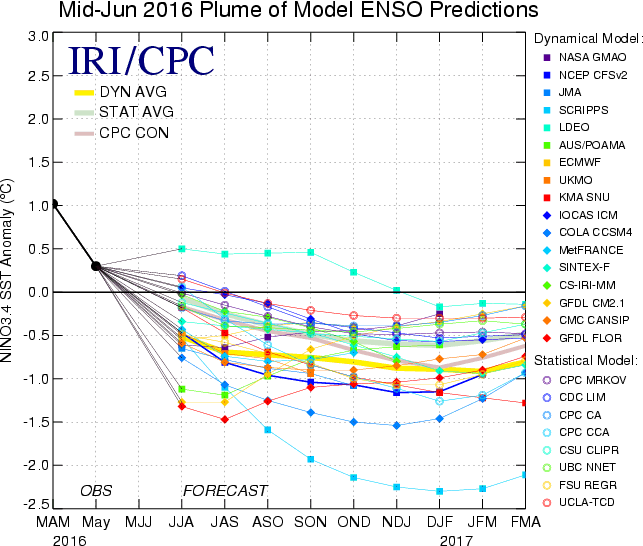 Mid-Jun 2016 Plume of Model ENSO Predictions
3.0
2.5
2.0
1.5
1.0
0.5
0.0
-0.5
-1.0
-1.5
-2.0
-2.5
NINO3.4 SST Anomaly (ºC)
IRI/CPC
DYN AVG
STAT AVG
CPC CON
OBS
FORECAST
MAM May MJJ JJA JAS ASO SON OND NDJ DJF JFM FMA
2016 2017
Dynamical Model:
NASA GMAO
NCEP CFSv2
JMA
SCRIPPS
LDEO
AUS/POAMA
ECMWF
UKMO
KMA SNU
IOCAS ICM
COLA CCSM4
MetFRANCE
SINTEX-F
CS-IRI-MM
GFDL CM2.1
CMC CANSIP
GFDL FLOR
Statistical Model:
CPC MRKOV
CDC LIM
CPC CA
CPC CCA
CSU CLIPR
UBC NNET
FSU REGR
UCLA-TCD